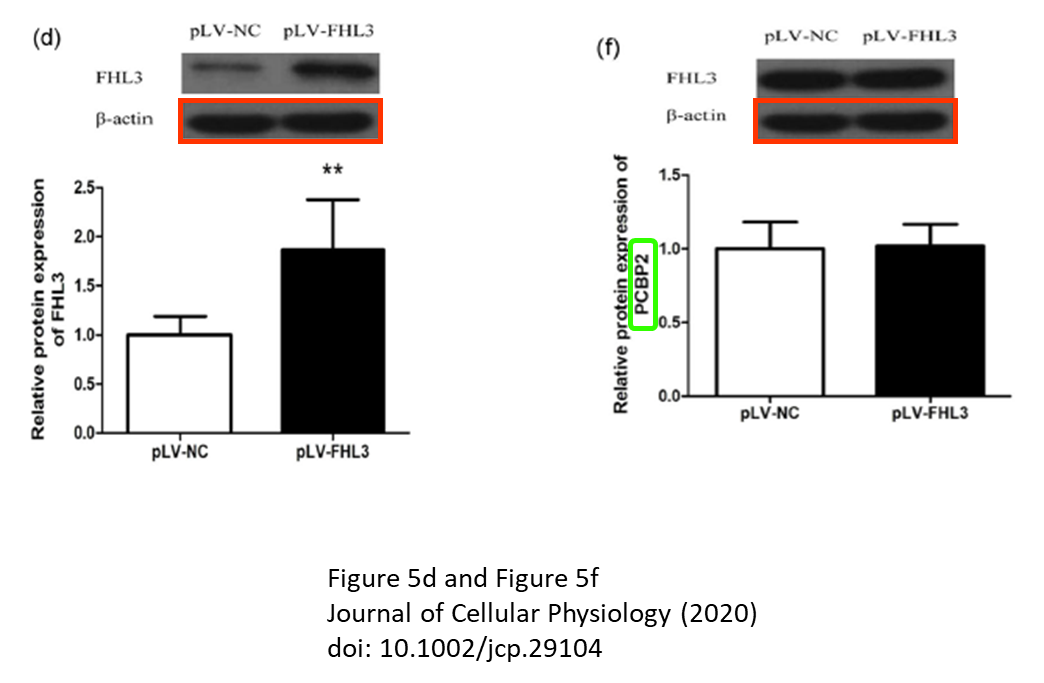 (d)
pLV-NC pLV-FHL3
FHL3
β-actin
**
Relative protein expression
of FHL3
2.5
2.0
1.5
1.0
0.5
0.0
pLV-NC pLV-FHL3
(f)
pLV-NC pLV-FHL3
FHL3
β-actin
Relative protein expression of
PCBP2
1.5
1.0
0.5
0.0
pLV-NC pLV-FHL3
Figure 5d and Figure 5f
Journal of Cellular Physiology (2020)
doi: 10.1002/jcp.29104